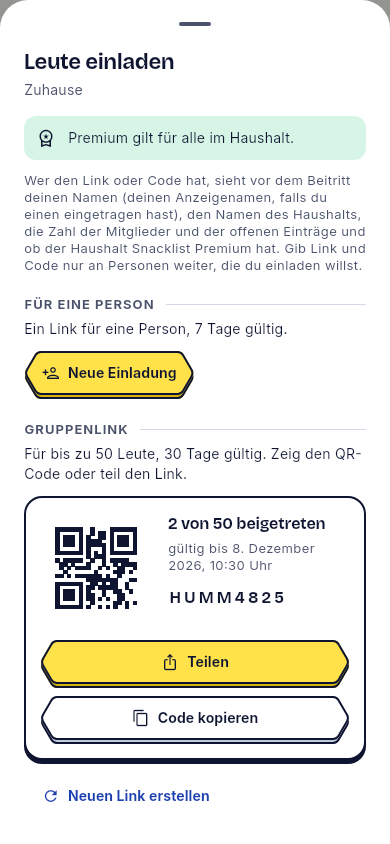 Leute einladen
Zuhause
Premium gilt für alle im Haushalt.
Wer den Link oder Code hat, sieht vor dem Beitritt
deinen Namen (deinen Anzeigenamen, falls du
einen eingetragen hast), den Namen des Haushalts,
die Zahl der Mitglieder und der offenen Einträge und
ob der Haushalt Snacklist Premium hat. Gib Link und
Code nur an Personen weiter, die du einladen willst.
FÜR EINE PERSON
Ein Link für eine Person, 7 Tage gültig.
Neue Einladung
GRUPPENLINK
Für bis zu 50 Leute, 30 Tage gültig. Zeig den QR-
Code oder teil den Link.
2 von 50 beigetreten
gültig bis 8. Dezember
2026, 10:30 Uhr
HUMM4825
Teilen
Code kopieren
Neuen Link erstellen